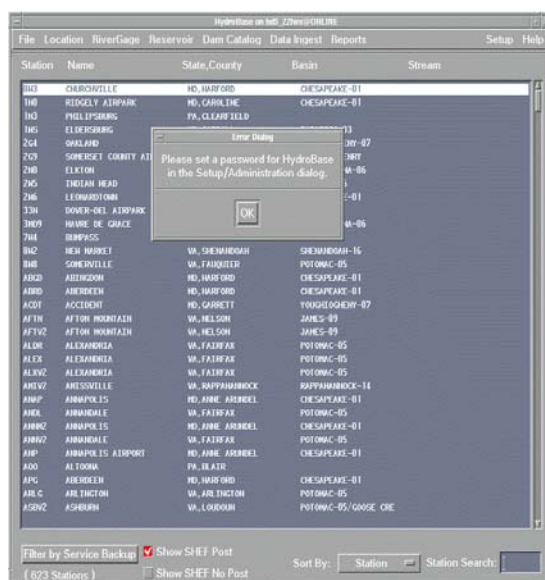 HydroBase on hd5_22lwx@ONLINE
File Location RiverGage Reservoir Dam Catalog Data Ingest Reports Setup Help
Station Name State,County Basin Stream
0W3 CHURCHVILLE MD,HARFORD CHESAPEAKE-01
1N0 RIDGELY AIRPARK MD,CAROLINE CHESAPEAKE-01
1N3 PHILIPSBURG PA,CLEARFIELD
1W5 ELDERSBURG
2G4 OAKLAND
2G9 SOMERSET COUNTY
2N0 ELKTON
2W5 INDIAN HEAD
2W6 LEONARDTOWN
33N DOVER-DEL AIRPARK
3W09 HAVRE DE GRACE
7W4 BUMPASS
8W2 NEW MARKET VA,SHENANDOAH SHENANDOAH-16
8W8 SOMERVILLE VA,FAUQUIER POTOMAC-05
ABGD ABINGDON MD,HARFORD CHESAPEAKE-01
ABRD ABERDEEN MD,HARFORD CHESAPEAKE-01
ACDT ACCIDENT MD,GARRETT YOUGHIOGHENY-07
AFTN AFTON MOUNTAIN VA,NELSON JAMES-09
AFTV2 AFTON MOUNTAIN VA,NELSON JAMES-09
ALDR ALEXANDRIA VA,FAIRFAX POTOMAC-05
ALEX ALEXANDRIA VA,FAIRFAX POTOMAC-05
ALXV2 ALEXANDRIA VA,FAIRFAX POTOMAC-05
AMIV2 AMISSVILLE VA,RAPPAHANNOCK RAPPAHANNOCK-14
ANAP ANNAPOLIS MD,ANNE ARUNDEL CHESAPEAKE-01
ANDL ANNANDALE VA,FAIRFAX POTOMAC-05
ANNM2 ANNAPOLIS MD,ANNE ARUNDEL CHESAPEAKE-01
ANNV2 ANNANDALE VA,FAIRFAX POTOMAC-05
ANP ANNAPOLIS AIRPORT MD,ANNE ARUNDEL CHESAPEAKE-01
AOO ALTOONA PA,BLAIR
APG ABERDEEN MD,HARFORD CHESAPEAKE-01
ARLG ARLINGTON VA,ARLINGTON POTOMAC-05
ASBV2 ASHBURN VA,LOUDOUN POTOMAC-05/GOOSE CRE
Error Dialog
Please set a password for HydroBase
in the Setup/Administration dialog.
OK
Filter by Service Backup Show SHEF Post
Sort By: Station Station Search:
( 623 Stations ) Show SHEF No Post